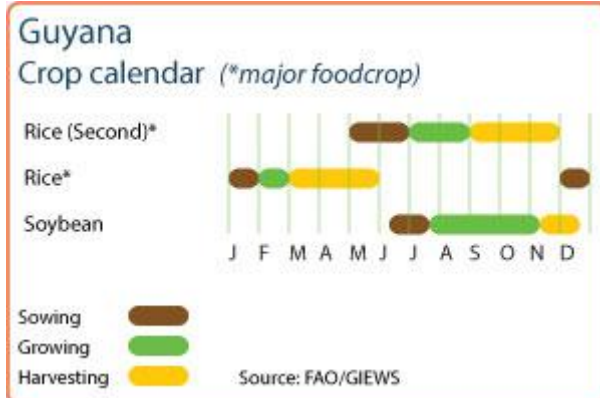 Guyana
Crop calendar (*major foodcrop)
Rice (Second)*
Rice*
Soybean
J F M A M J J A S O N D
Sowing
Growing
Harvesting
Source: FAO/GIEWS